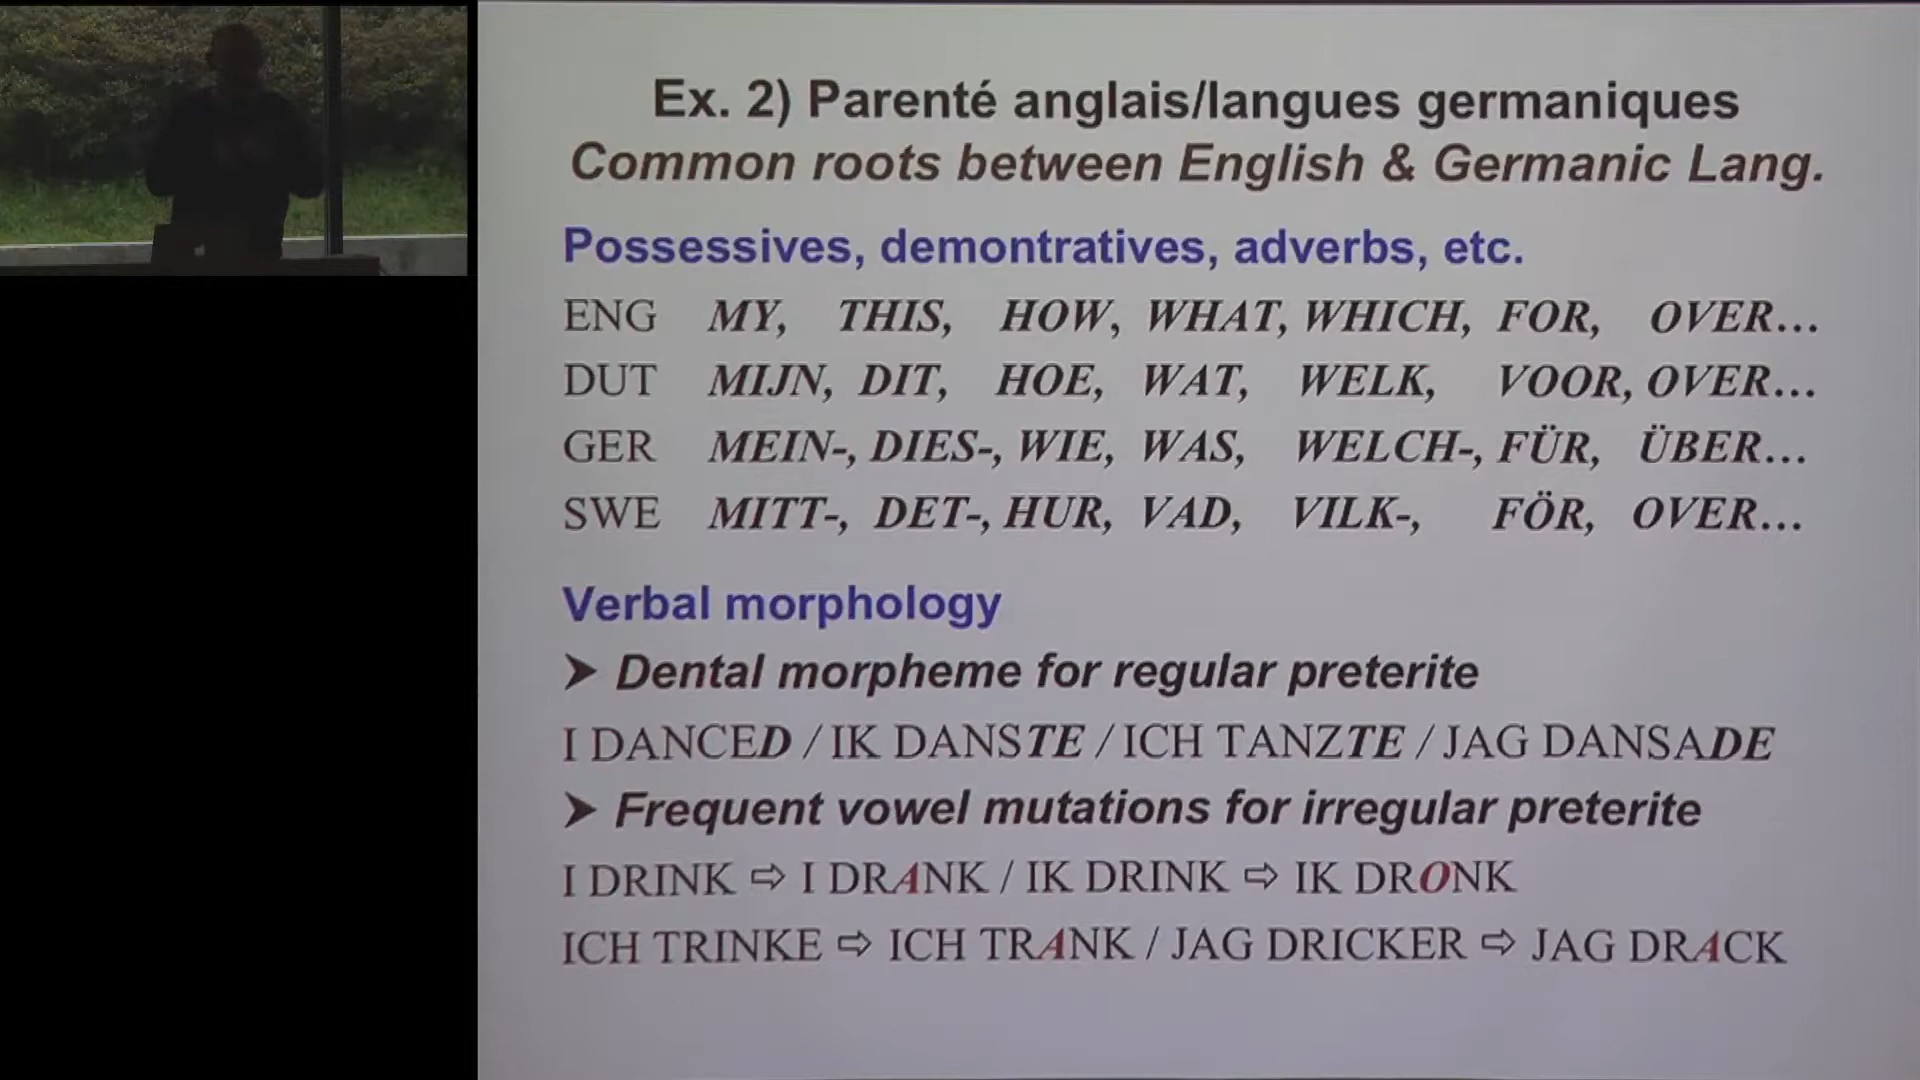 Ex. 2) Parenté anglais/langues germaniques
Common roots between English & Germanic Lang.
Possessives, demontratives, adverbs, etc.
ENG MY, THIS, HOW, WHAT, WHICH, FOR, OVER…
DUT MIJN, DIT, HOE, WAT, WELK, VOOR, OVER…
GER MEIN-, DIES-, WIE, WAS, WELCH-, FÜR, ÜBER…
SWE MITT-, DET-, HUR, VAD, VILK-, FÖR, OVER…
Verbal morphology
➤ Dental morpheme for regular preterite
I DANCED / IK DANSTE / ICH TANZTE / JAG DANSADE
➤ Frequent vowel mutations for irregular preterite
I DRINK ⇨ I DRANK / IK DRINK ⇨ IK DRONK
ICH TRINKE ⇨ ICH TRANK / JAG DRICKER ⇨ JAG DRACK